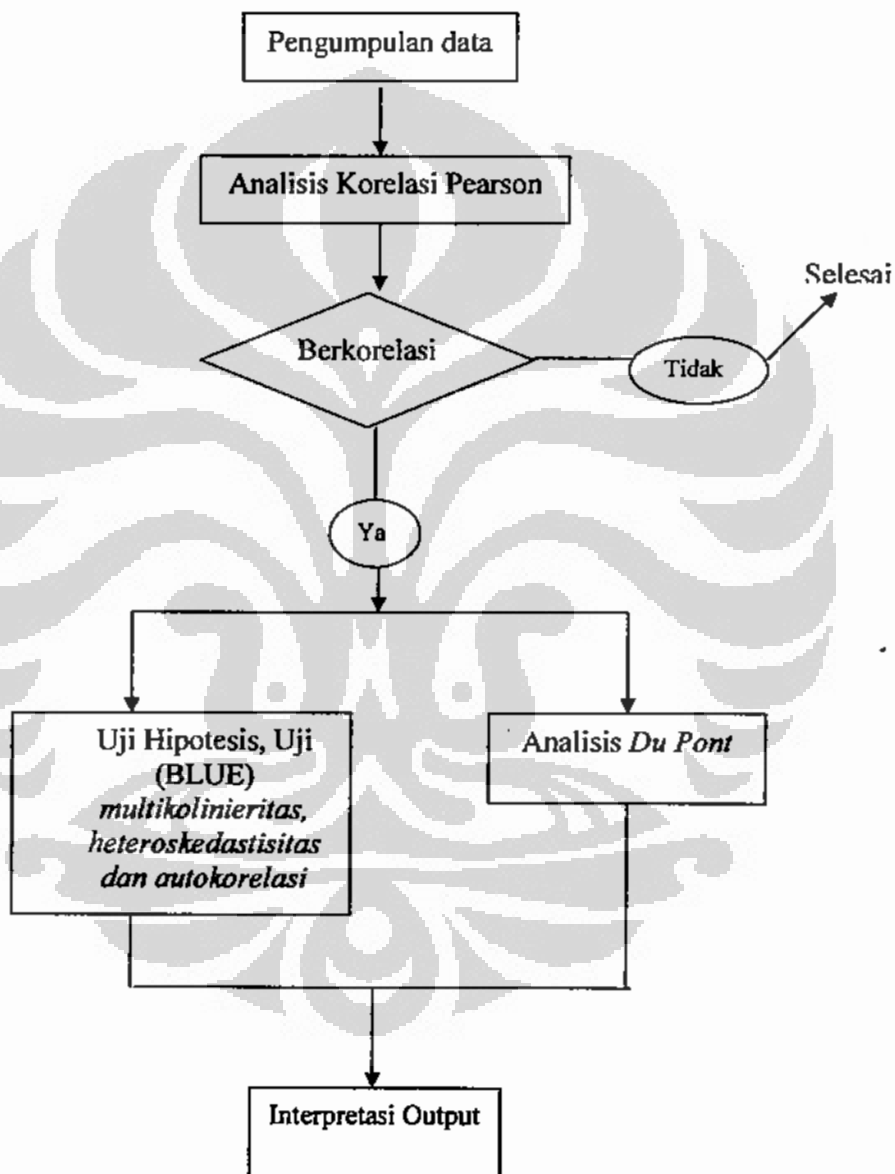 Pengumpulan data
Analisis Korelasi Pearson
Selesai
Berkorelasi
Tidak
Ya
Uji Hipotesis, Uji
(BLUE)
multikolinieritas,
heteroskedastisitas
dan autokorelasi
Analisis Du Pont
Interpretasi Output